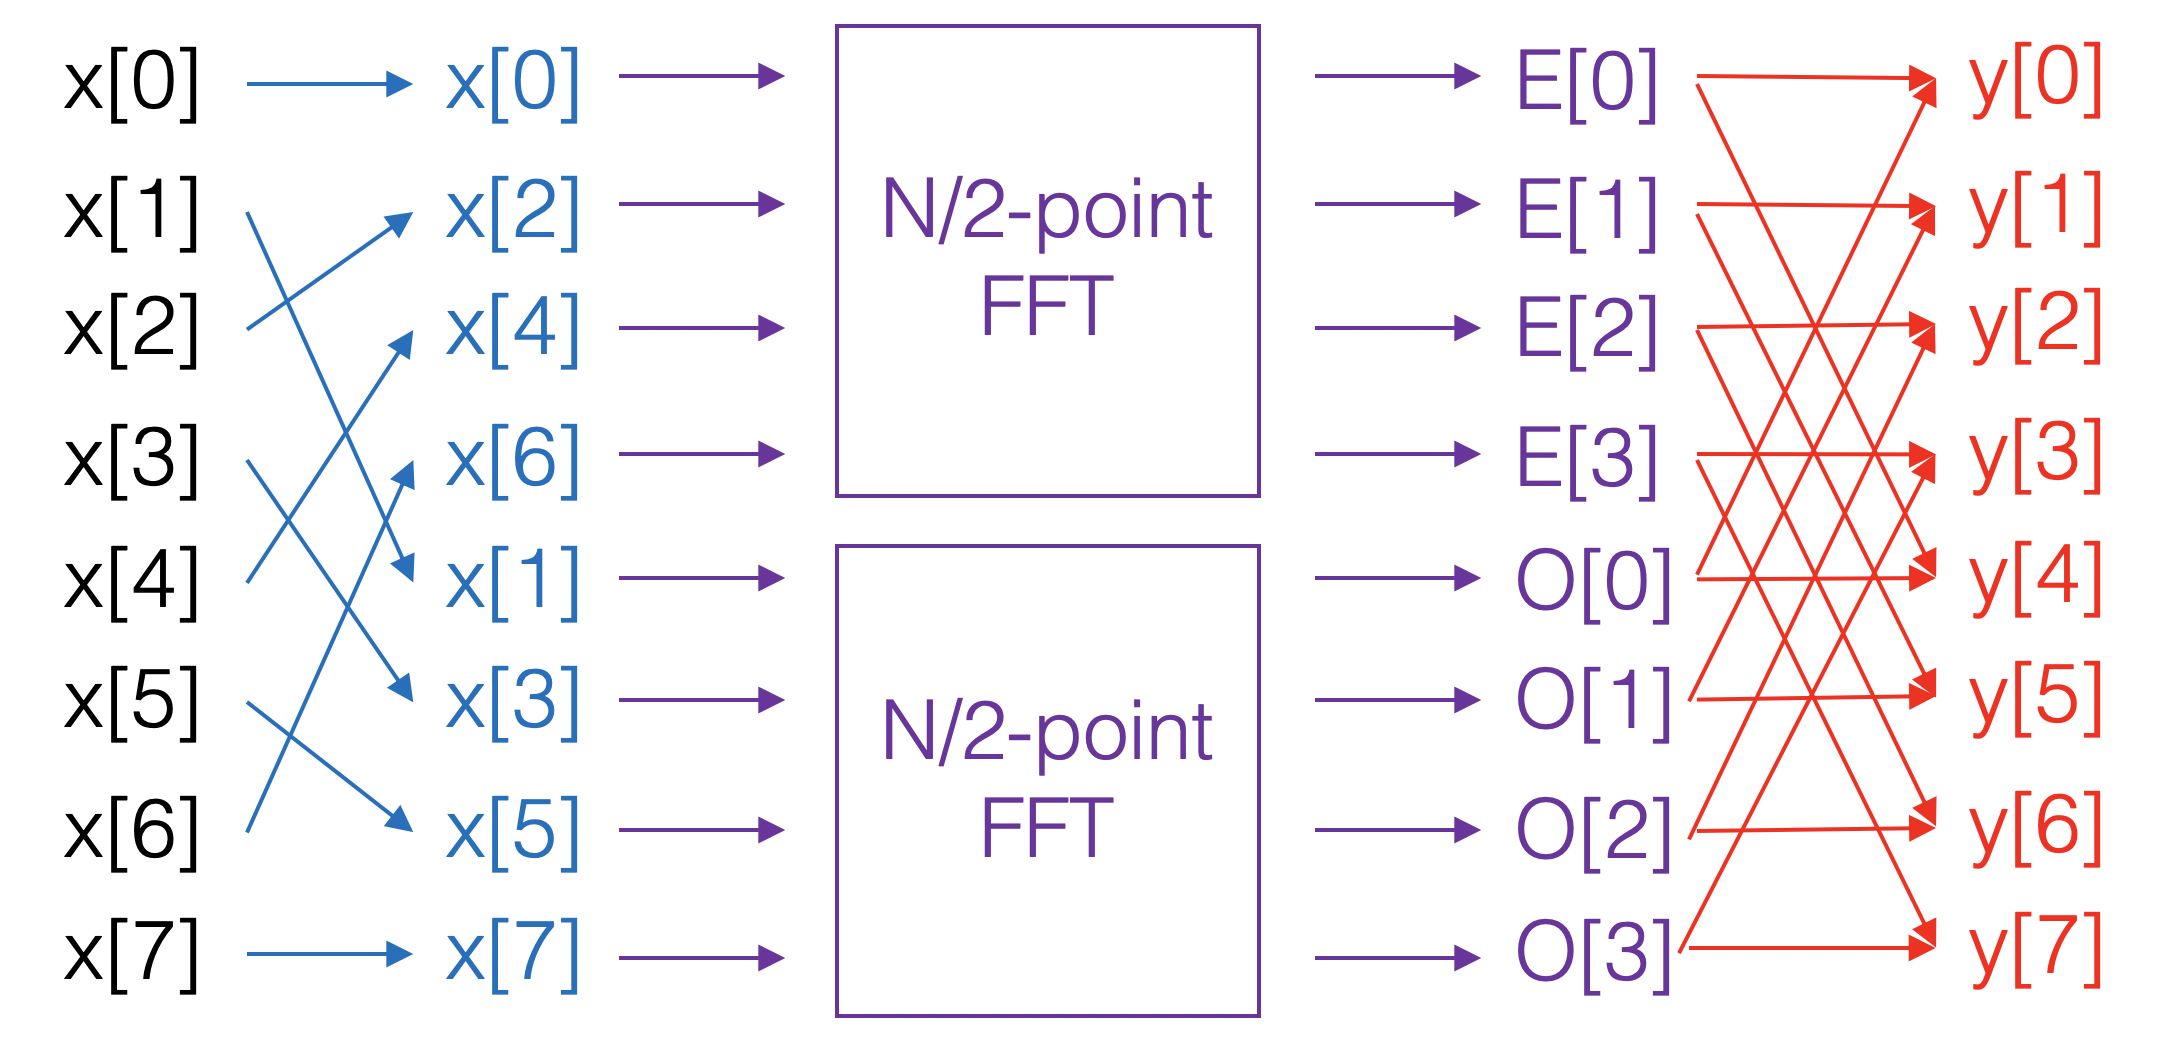 x[0] x[0] E[0] y[0]
x[1] x[2] N/2-point E[1] y[1]
x[2] x[4] FFT E[2] y[2]
x[3] x[6] E[3] y[3]
x[4] x[1] O[0] y[4]
x[5] x[3] N/2-point O[1] y[5]
x[6] x[5] FFT O[2] y[6]
x[7] x[7] O[3] y[7]